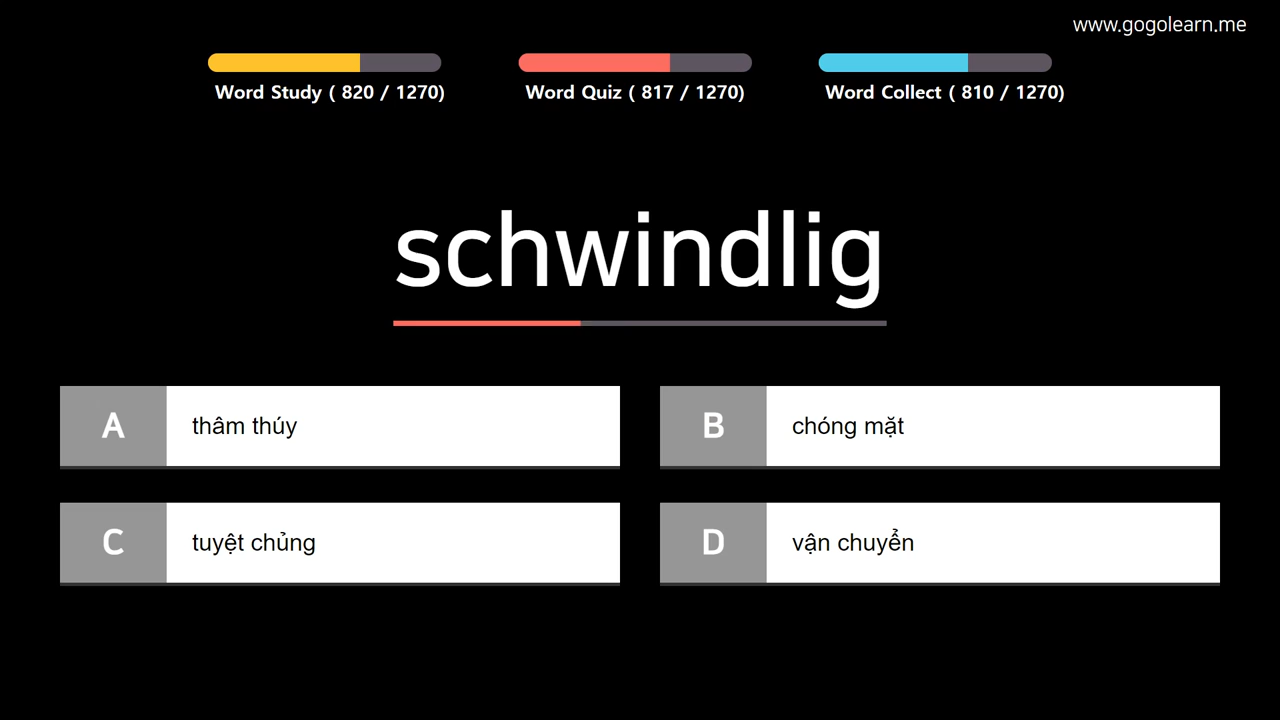 www.gogolearn.me
Word Study ( 820 / 1270)
Word Quiz ( 817 / 1270)
Word Collect ( 810 / 1270)
schwindlig
A
thâm thúy
B
chóng mặt
C
tuyệt chủng
D
vận chuyển